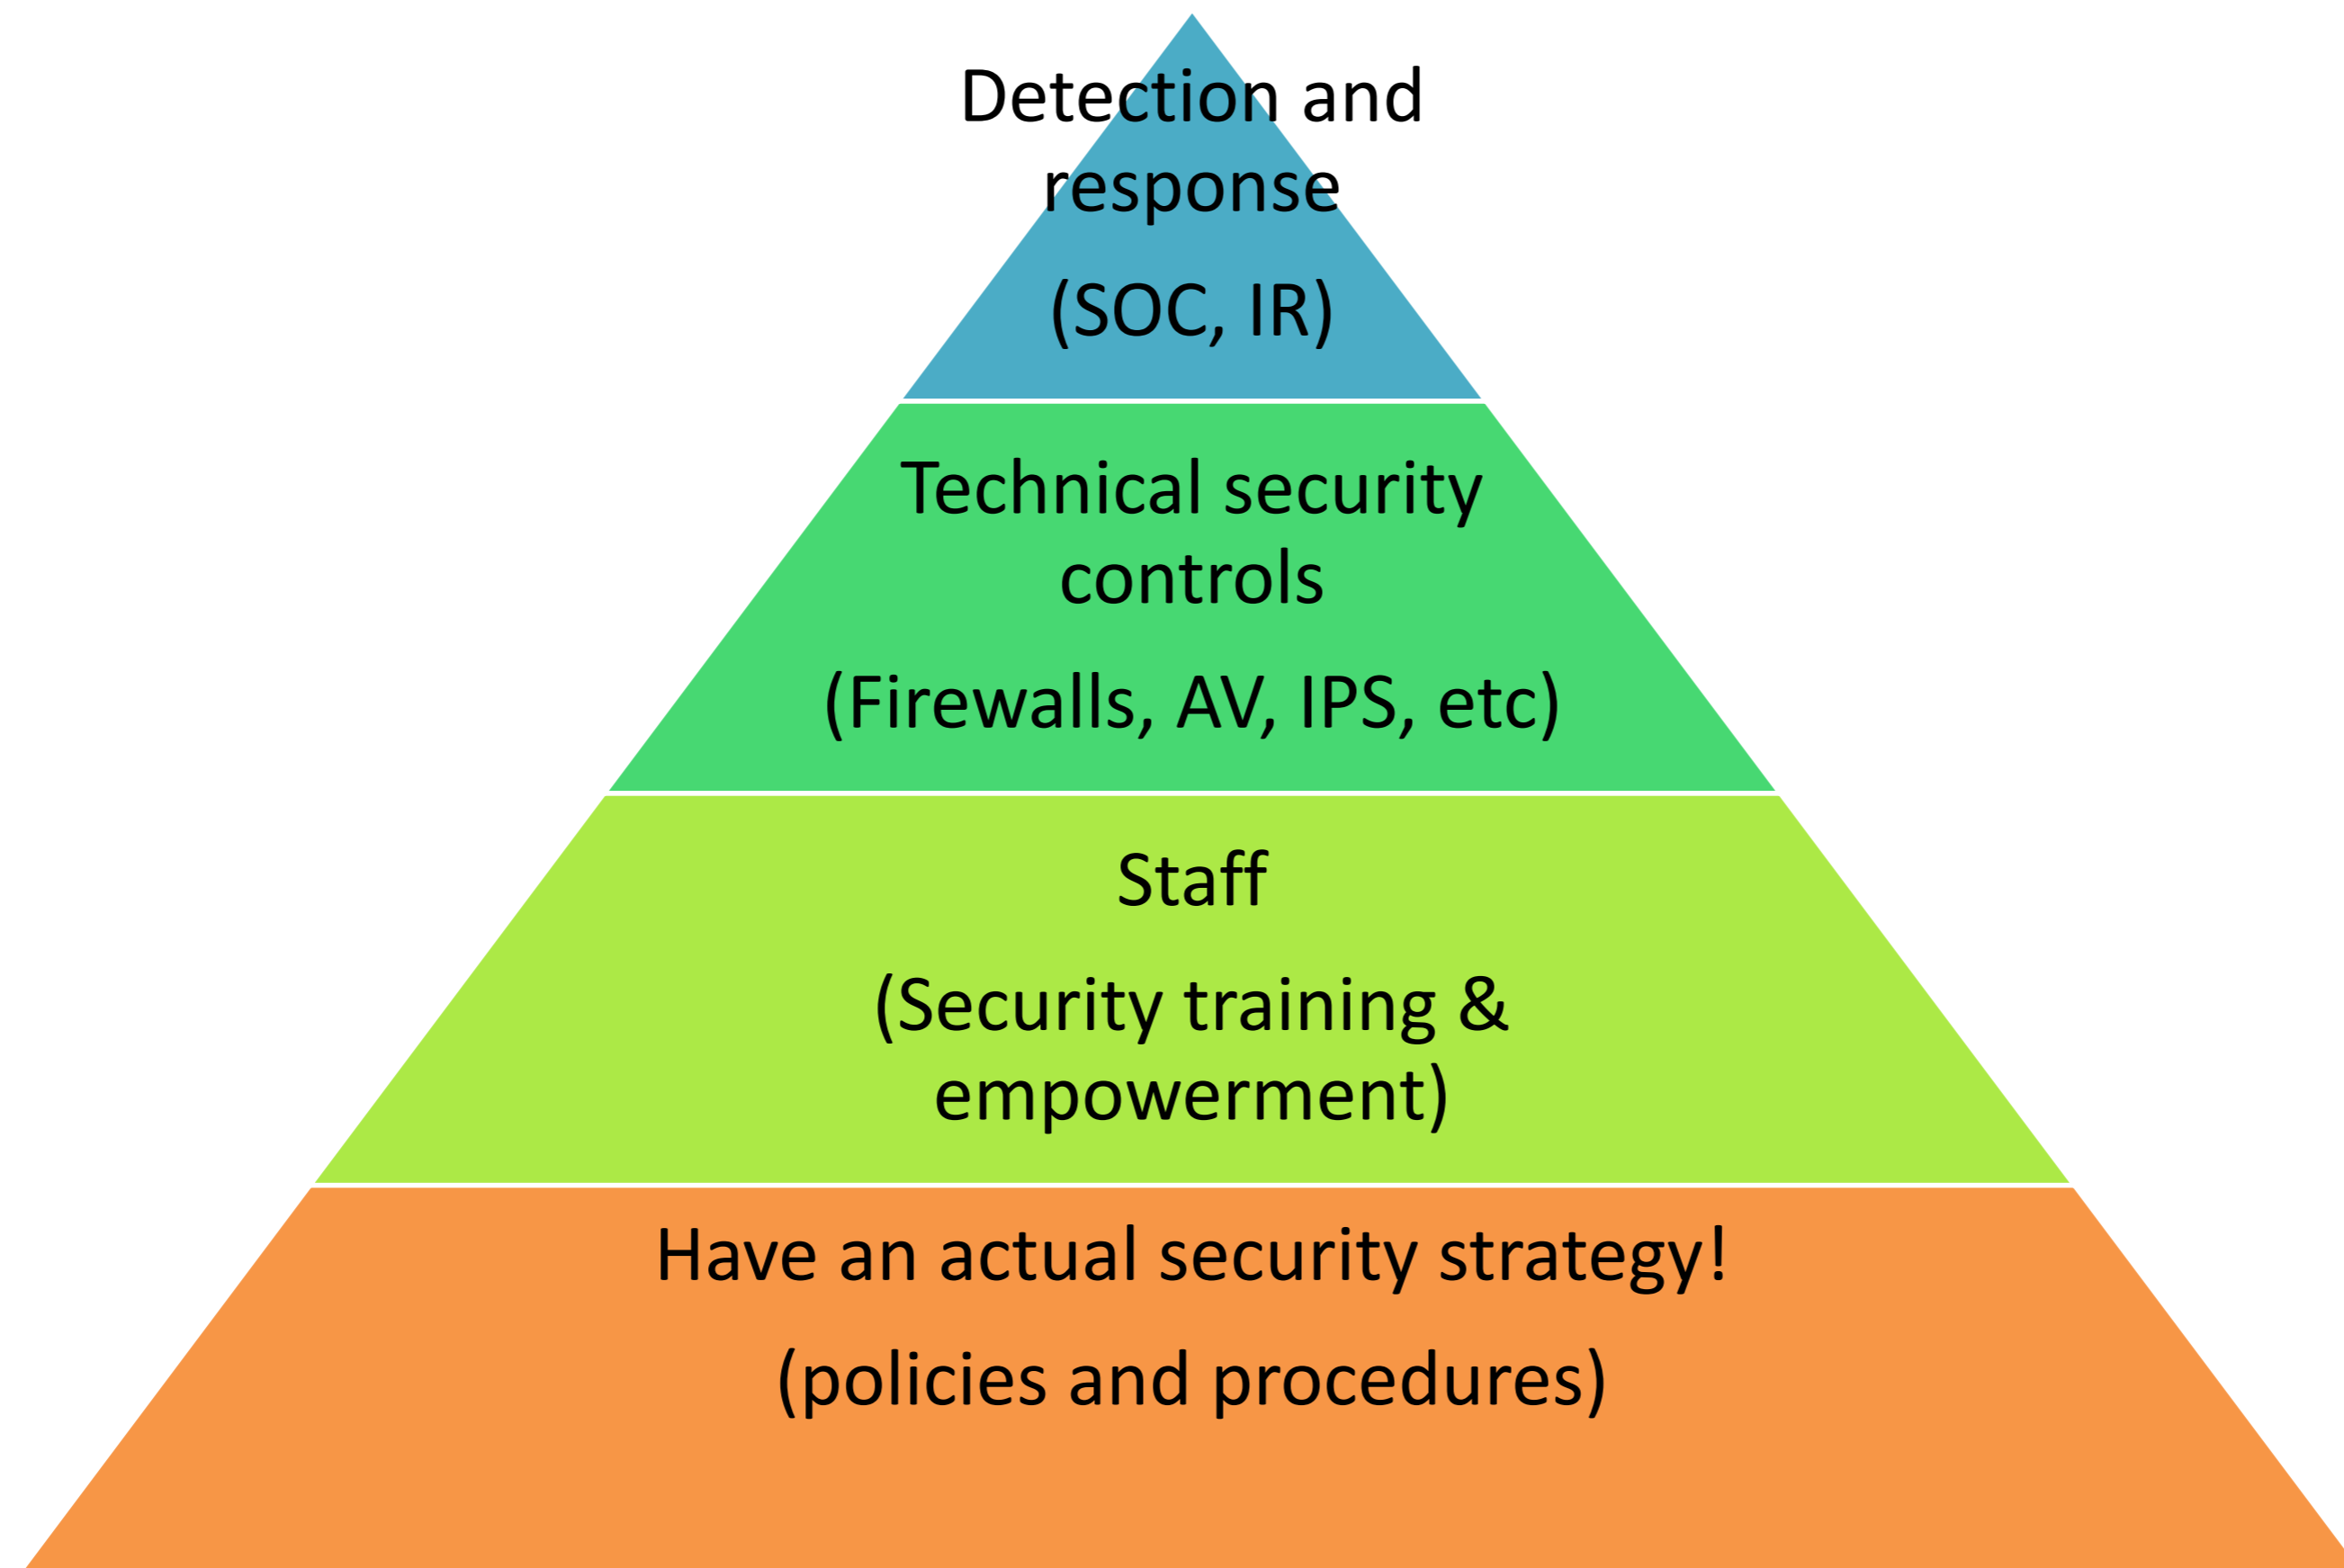 Detection and
response
(SOC, IR)
Technical security
controls
(Firewalls, AV, IPS, etc)
Staff
(Security training &
empowerment)
Have an actual security strategy!
(policies and procedures)